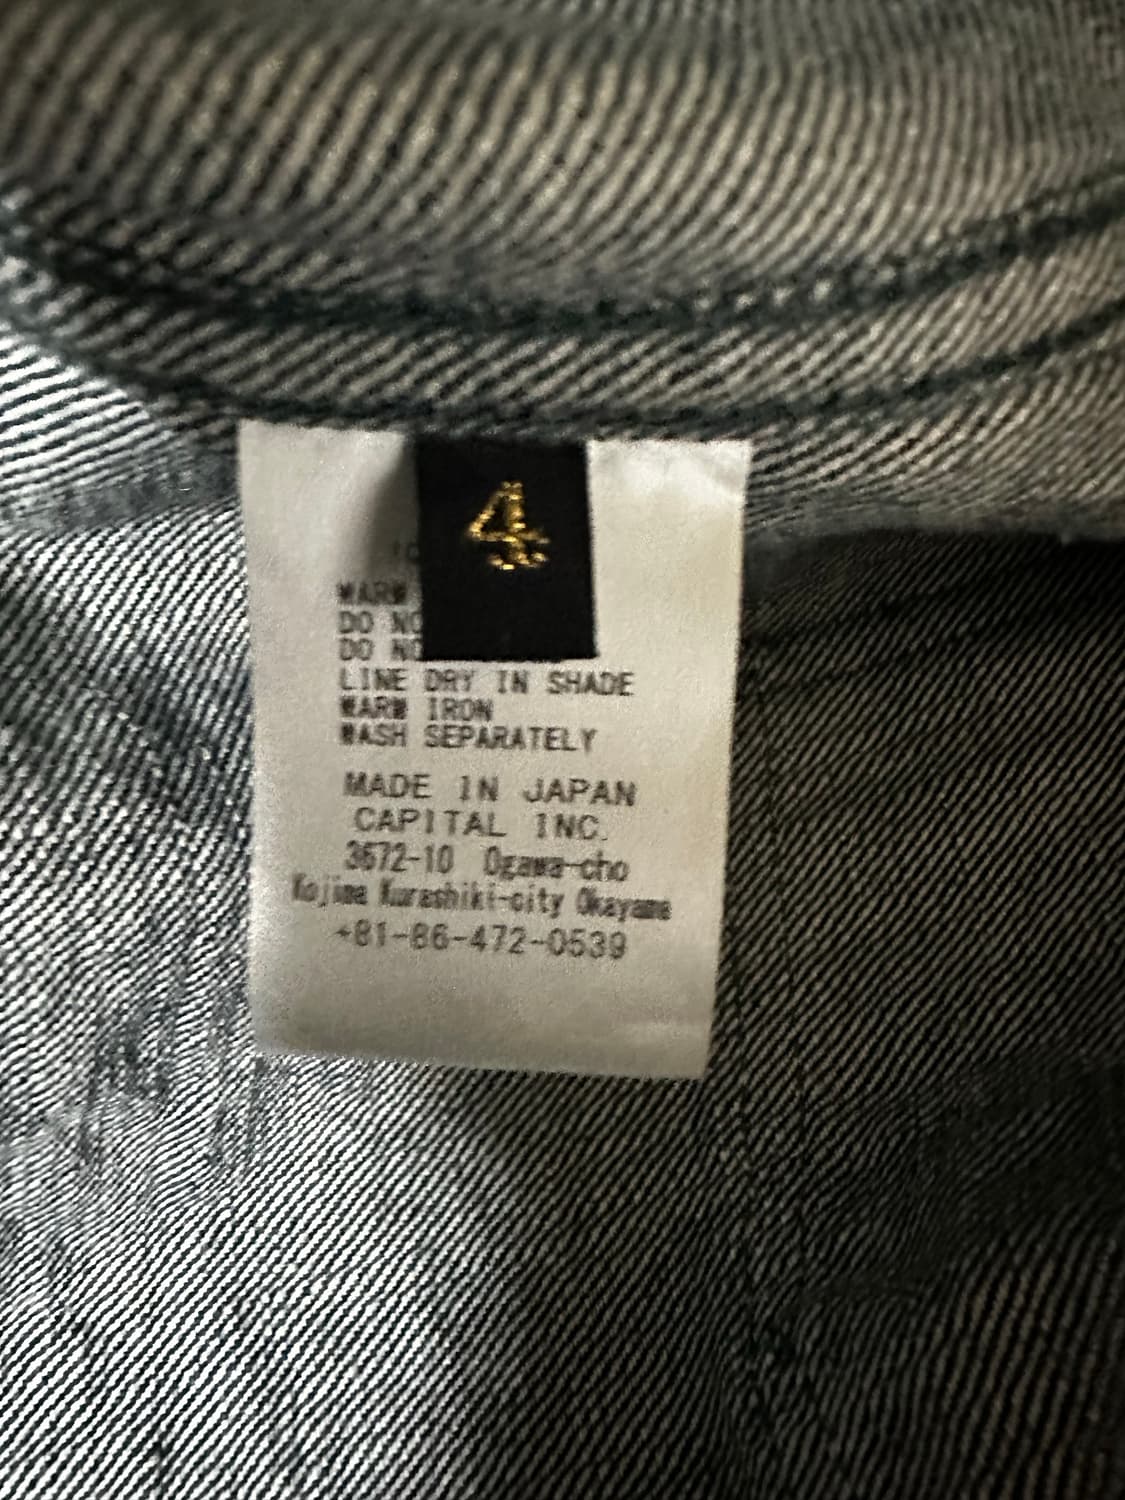 4
WARM
DO NO
DO NO
LINE DRY IN SHADE
WARM IRON
WASH SEPARATELY
MADE IN JAPAN
CAPITAL INC.
3672-10 Ogawa-cho
Kojima Kurashiki-city Okayama
+81-86-472-0539